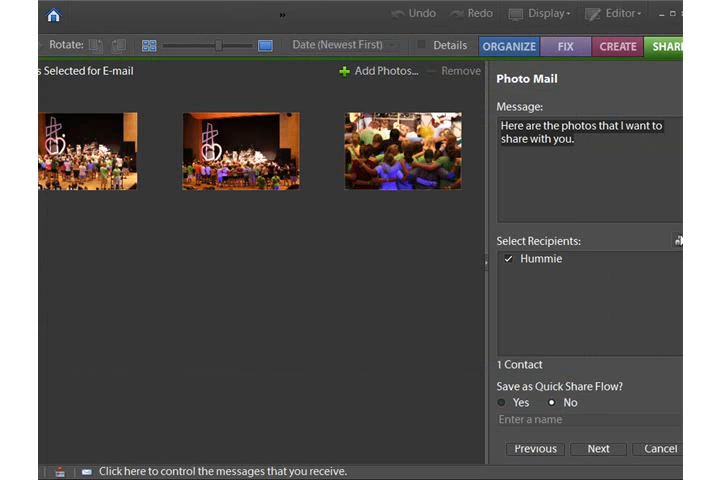 » Undo Redo Display Editor
Rotate: Date (Newest First) Details ORGANIZE FIX CREATE SHAR
s Selected for E-mail Add Photos... Remove
Photo Mail
Message:
Here are the photos that I want to
share with you.
Select Recipients:
Hummie
1 Contact
Save as Quick Share Flow?
Yes No
Enter a name
Previous Next Cancel
Click here to control the messages that you receive.